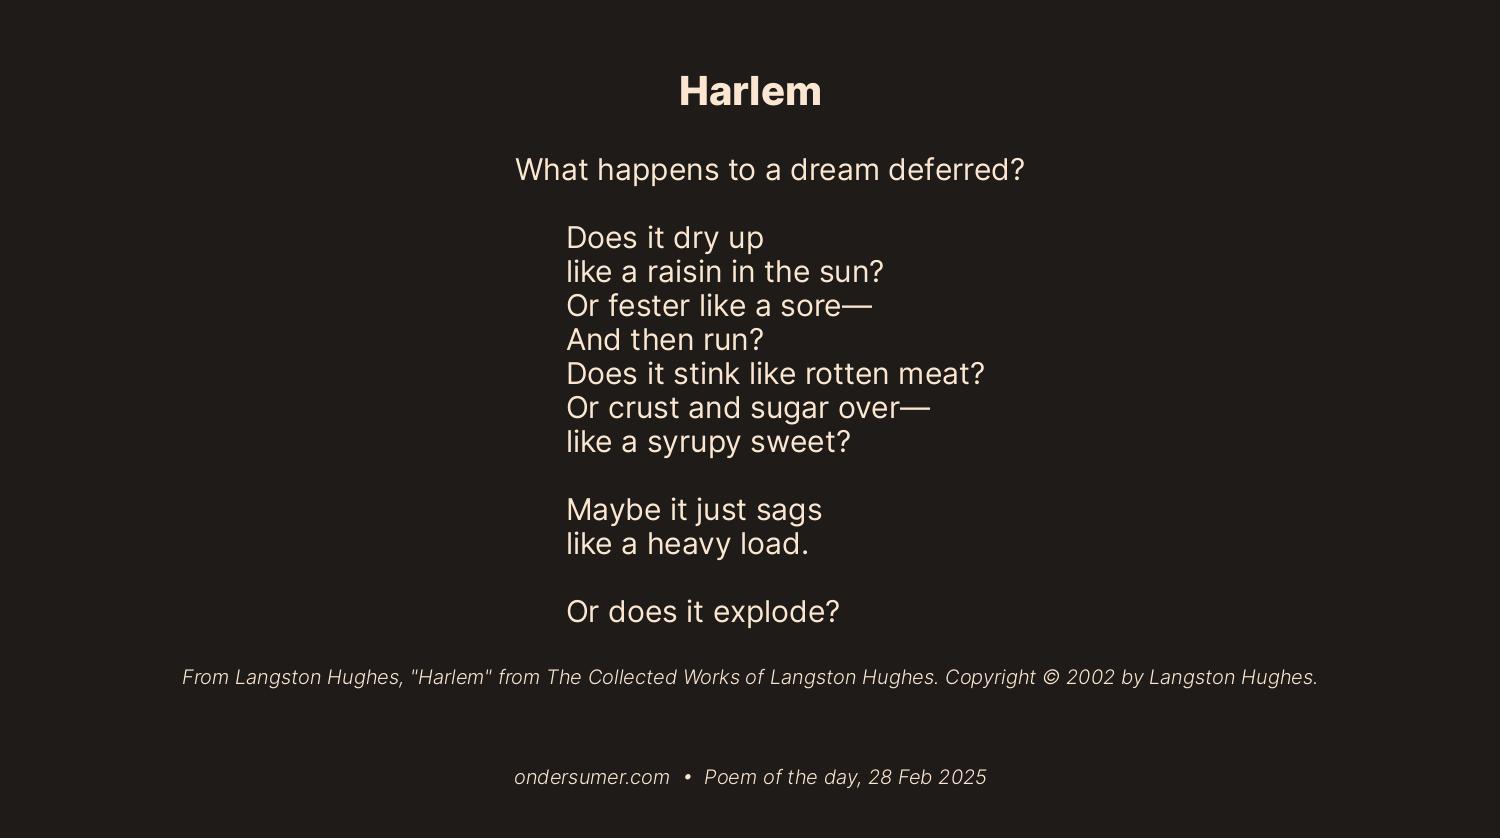 Harlem
What happens to a dream deferred?
Does it dry up
like a raisin in the sun?
Or fester like a sore—
And then run?
Does it stink like rotten meat?
Or crust and sugar over—
like a syrupy sweet?
Maybe it just sags
like a heavy load.
Or does it explode?
From Langston Hughes, "Harlem" from The Collected Works of Langston Hughes. Copyright © 2002 by Langston Hughes.
ondersumer.com • Poem of the day, 28 Feb 2025